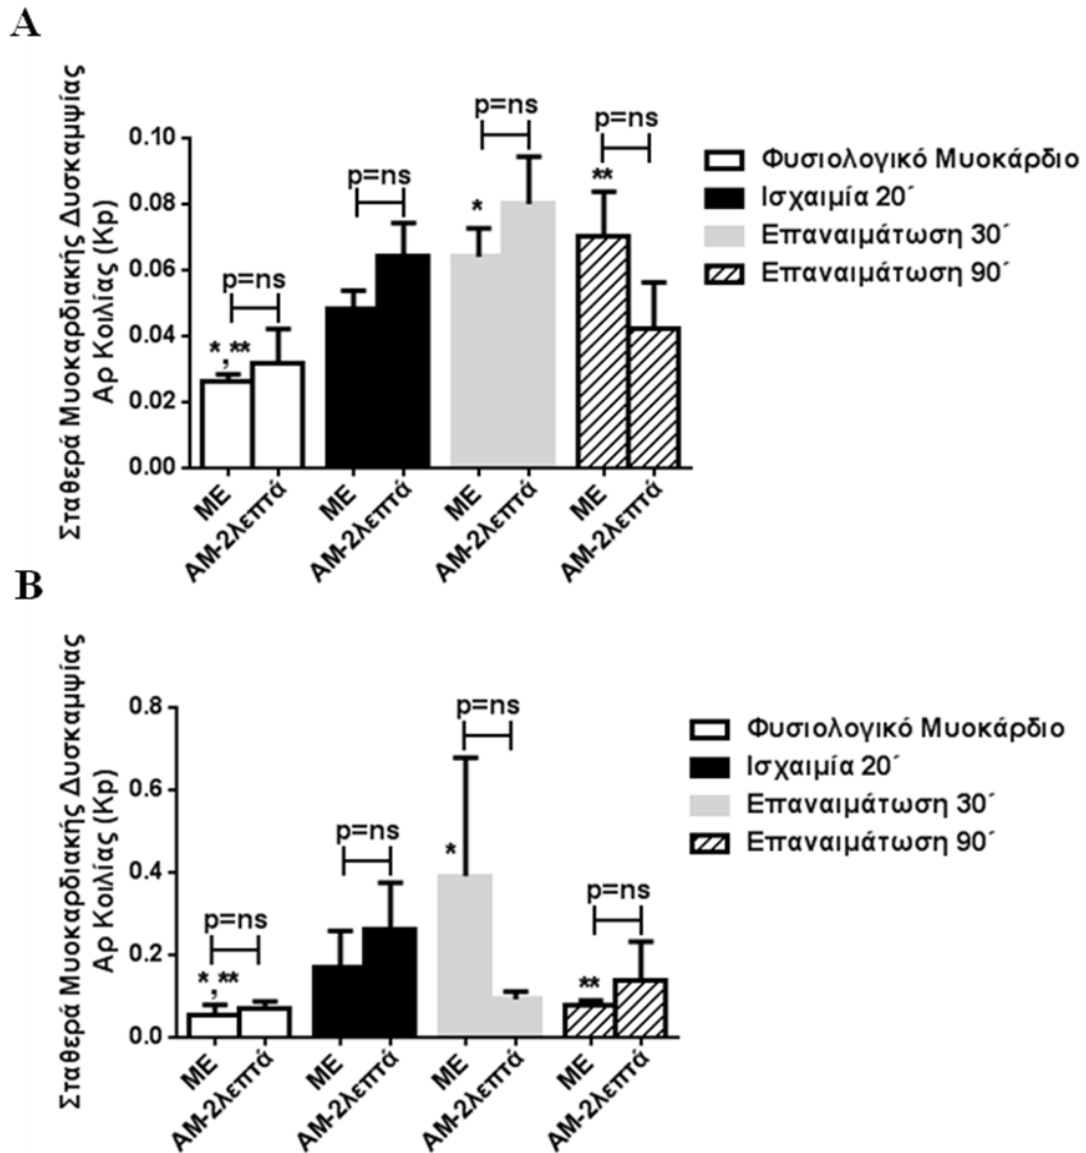 A
Σταθερά Μυοκαρδιακής Δυσκαμψίας
Αρ Κοιλίας (Kp)
0.10
0.08
0.06
0.04
0.02
0.00
p=ns
p=ns
p=ns
p=ns
*,**
*
**
ΜΕ
ΑΜ-2λεπτά
ΜΕ
ΑΜ-2λεπτά
ΜΕ
ΑΜ-2λεπτά
ΜΕ
ΑΜ-2λεπτά
Φυσιολογικό Μυοκάρδιο
Ισχαιμία 20΄
Επαναιμάτωση 30΄
Επαναιμάτωση 90΄
B
Σταθερά Μυοκαρδιακής Δυσκαμψίας
Αρ Κοιλίας (Kp)
0.8
0.6
0.4
0.2
0.0
p=ns
p=ns
p=ns
p=ns
*,**
*
**
ΜΕ
ΑΜ-2λεπτά
ΜΕ
ΑΜ-2λεπτά
ΜΕ
ΑΜ-2λεπτά
ΜΕ
ΑΜ-2λεπτά
Φυσιολογικό Μυοκάρδιο
Ισχαιμία 20΄
Επαναιμάτωση 30΄
Επαναιμάτωση 90΄